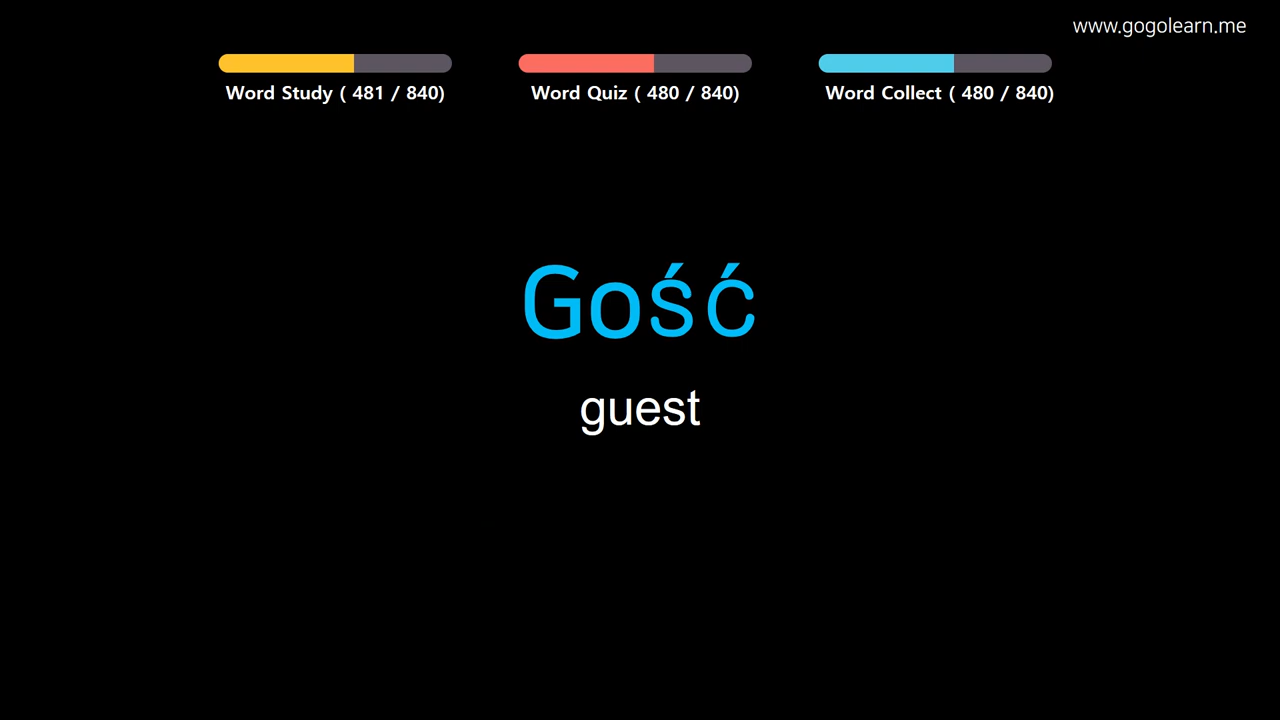 www.gogolearn.me
Word Study ( 481 / 840)
Word Quiz ( 480 / 840)
Word Collect ( 480 / 840)
Gość
guest